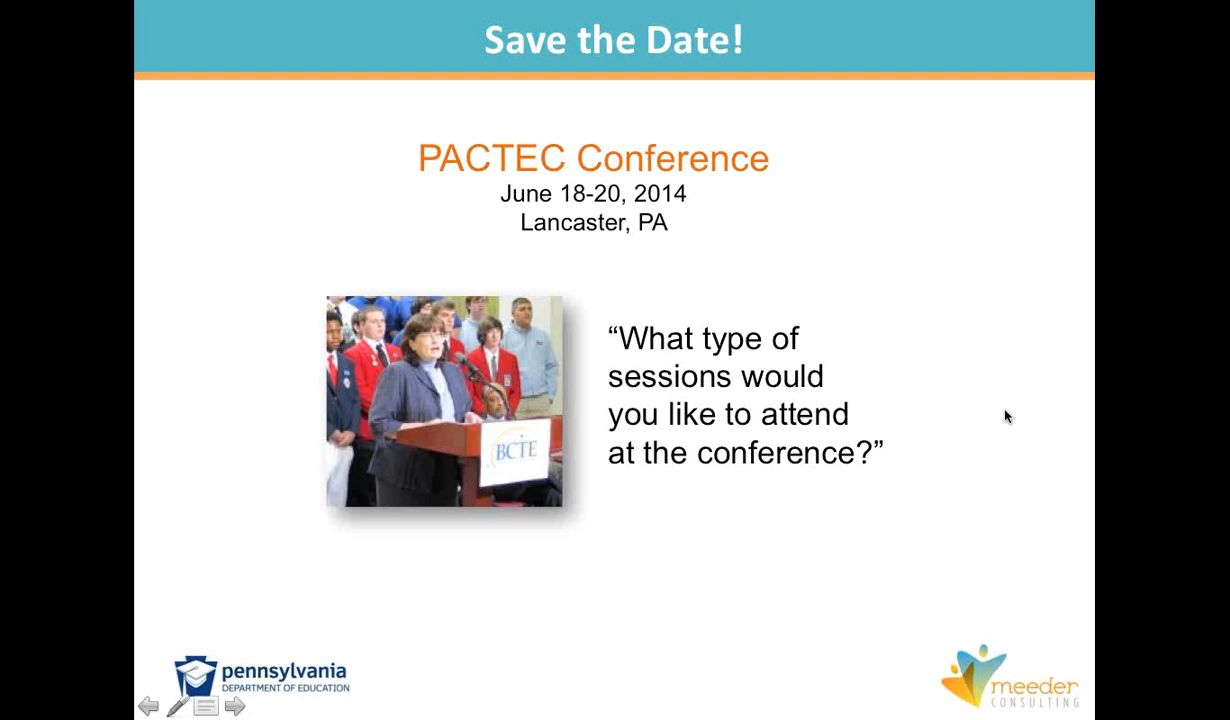 Save the Date!
PACTEC Conference
June 18-20, 2014
Lancaster, PA
“What type of
sessions would
you like to attend
at the conference?”
BCTE
pennsylvania
DEPARTMENT OF EDUCATION
meeder
CONSULTING